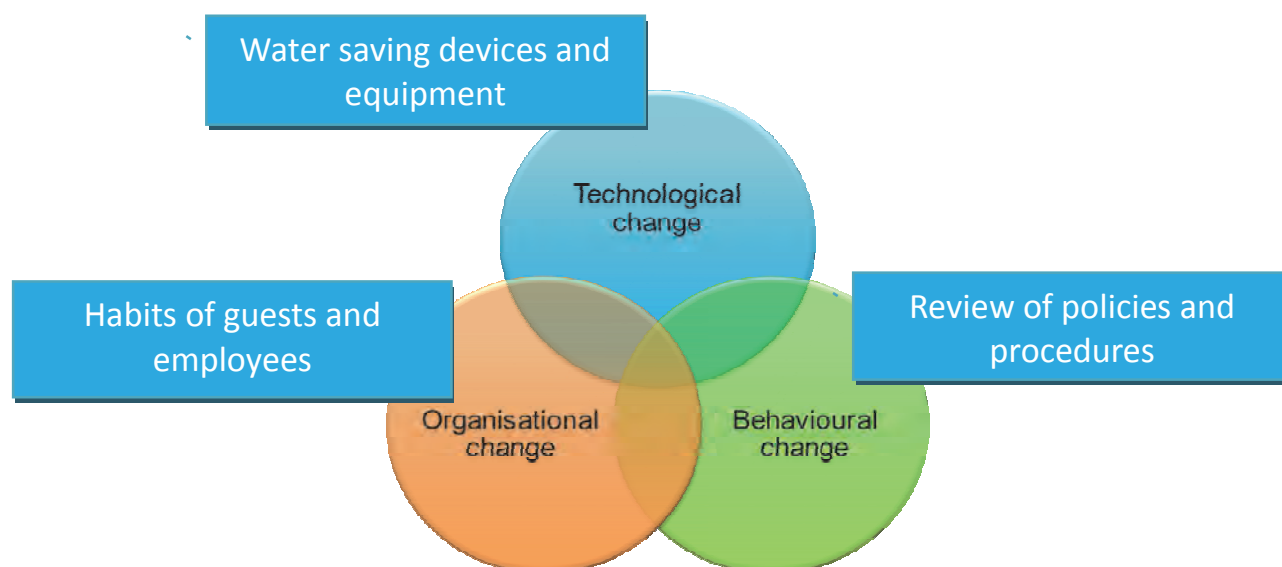 Water saving devices and
equipment
Technological
change
Habits of guests and
employees
Review of policies and
procedures
Organisational
change
Behavioural
change